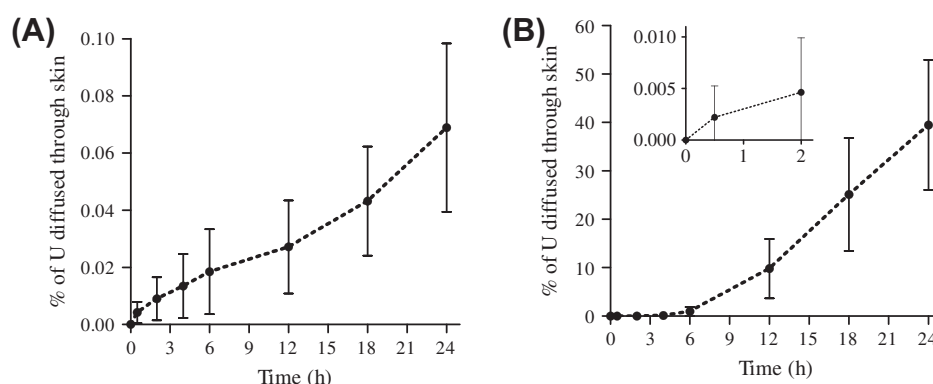 (A)
% of U diffused through skin
0.10
0.08
0.06
0.04
0.02
0.00
0 3 6 9 12 15 18 21 24
Time (h)
(B)
% of U diffused through skin
60
50
40
30
20
10
0
0 3 6 9 12 15 18 21 24
Time (h)
0.010
0.005
0.000
0 1 2